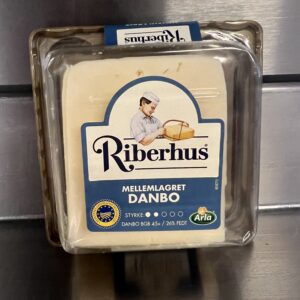 Riberhus
Riberhus®
MELLEMLAGRET
DANBO
STYRKE:
Arla
DANBO BGB 45+ / 26% FEDT